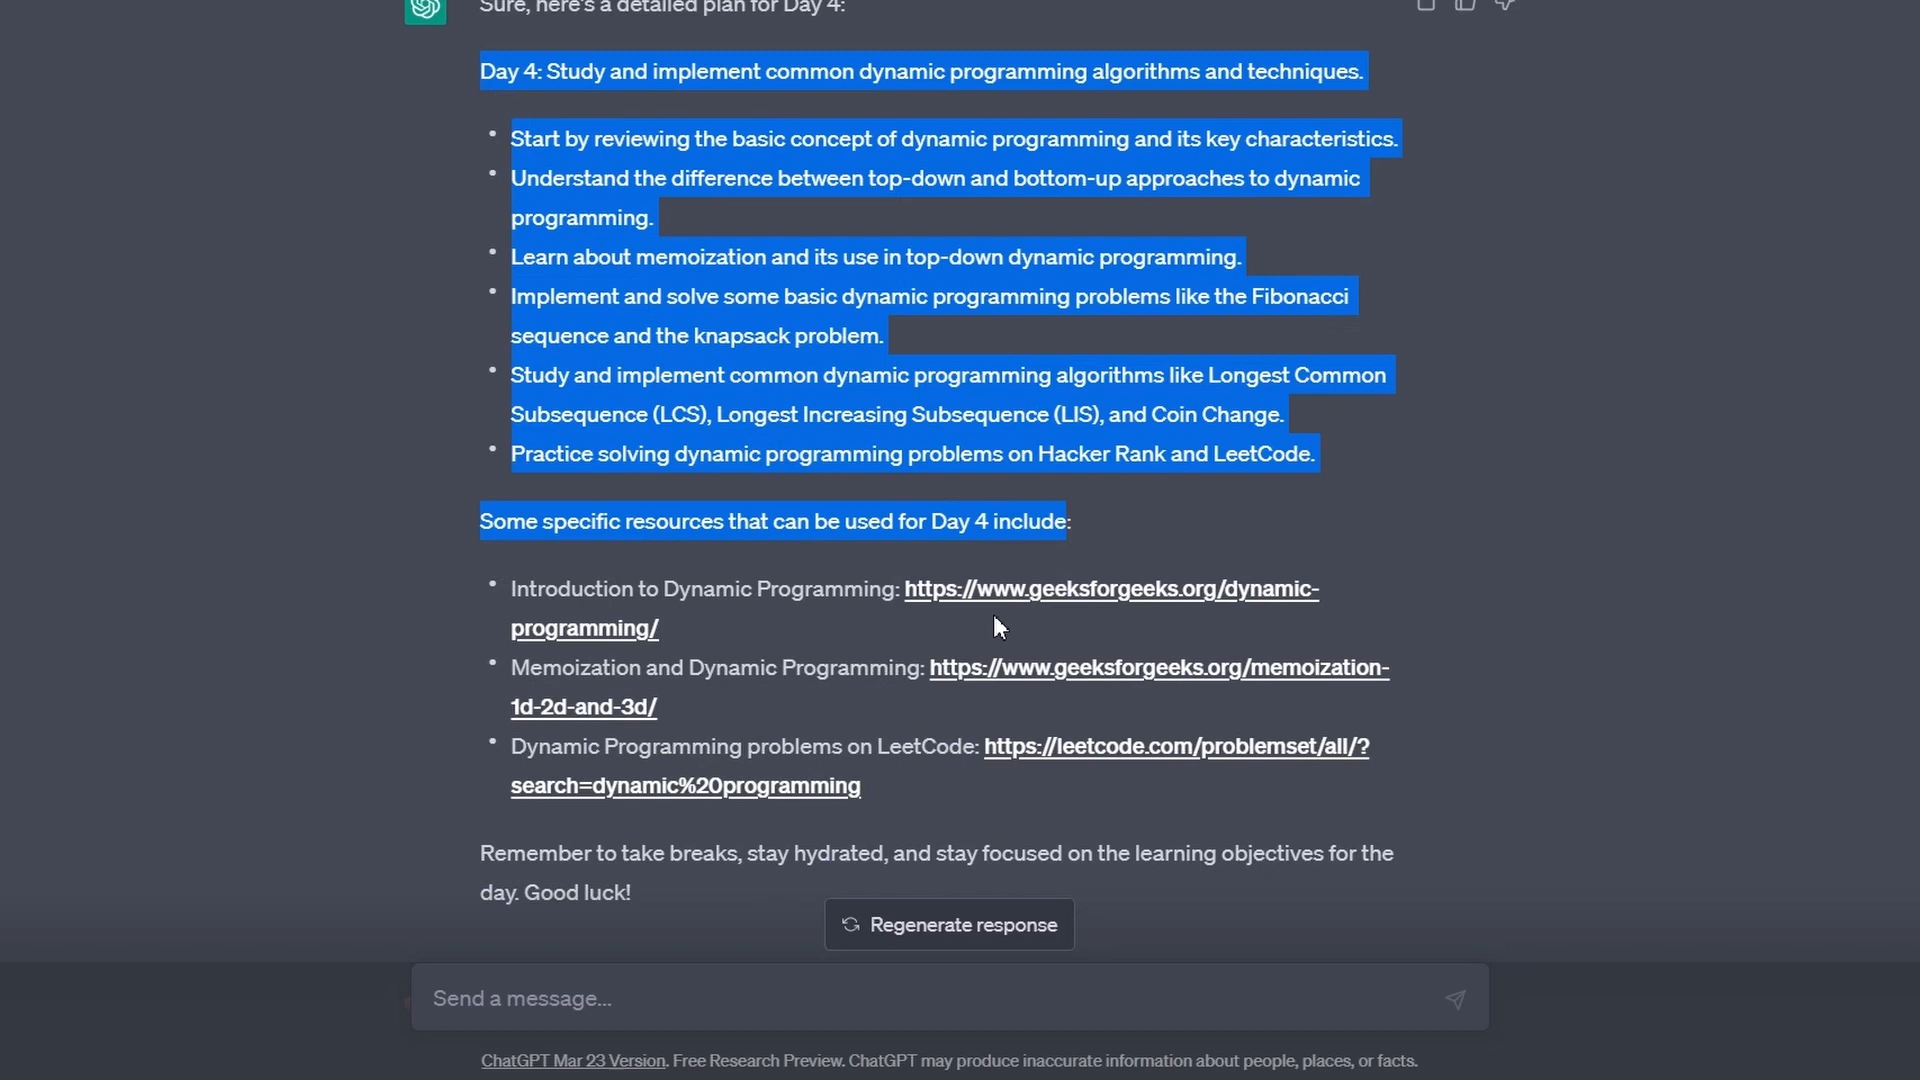 Sure, here's a detailed plan for Day 4:
Day 4: Study and implement common dynamic programming algorithms and techniques.
• Start by reviewing the basic concept of dynamic programming and its key characteristics.
• Understand the difference between top-down and bottom-up approaches to dynamic
programming.
• Learn about memoization and its use in top-down dynamic programming.
• Implement and solve some basic dynamic programming problems like the Fibonacci
sequence and the knapsack problem.
• Study and implement common dynamic programming algorithms like Longest Common
Subsequence (LCS), Longest Increasing Subsequence (LIS), and Coin Change.
• Practice solving dynamic programming problems on Hacker Rank and LeetCode.
Some specific resources that can be used for Day 4 include:
• Introduction to Dynamic Programming: https://www.geeksforgeeks.org/dynamic-
programming/
• Memoization and Dynamic Programming: https://www.geeksforgeeks.org/memoization-
1d-2d-and-3d/
• Dynamic Programming problems on LeetCode: https://leetcode.com/problemset/all/?
search=dynamic%20programming
Remember to take breaks, stay hydrated, and stay focused on the learning objectives for the
day. Good luck!
Regenerate response
Send a message...
ChatGPT Mar 23 Version. Free Research Preview. ChatGPT may produce inaccurate information about people, places, or facts.